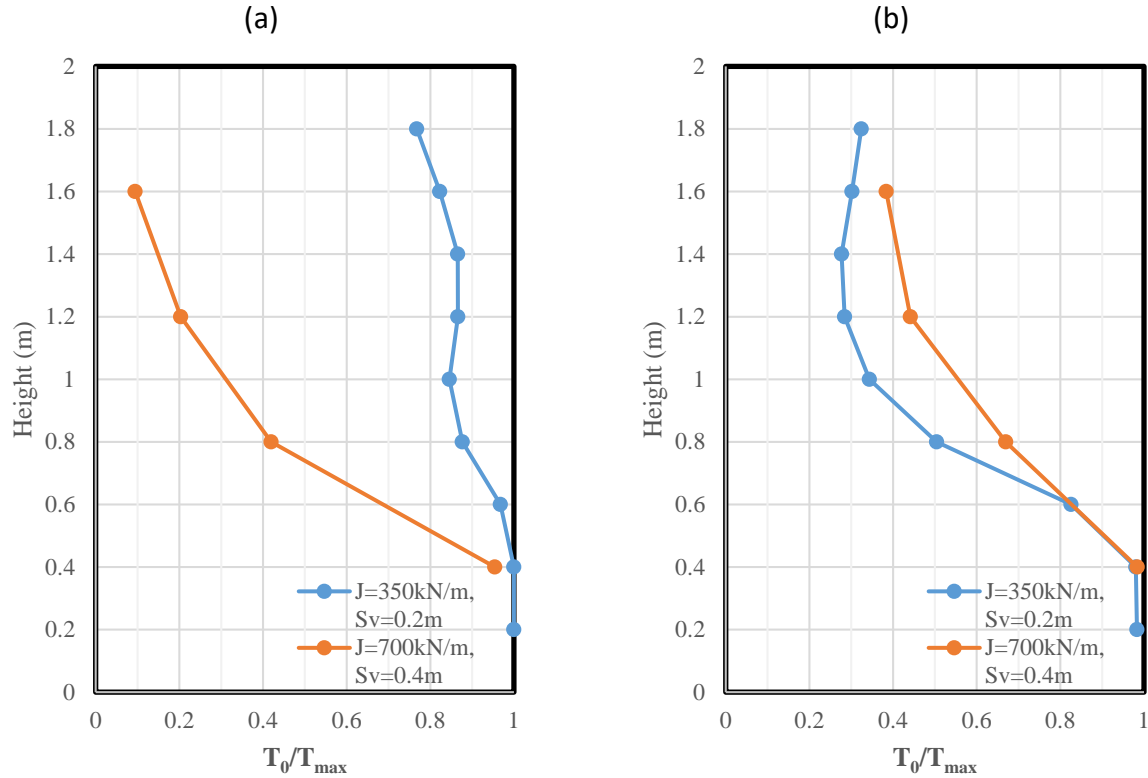 (a)
2
1.8
1.6
1.4
1.2
1
0.8
0.6
0.4
0.2
0
Height (m)
J=350kN/m,
Sv=0.2m
J=700kN/m,
Sv=0.4m
0 0.2 0.4 0.6 0.8 1
T0/Tmax
(b)
2
1.8
1.6
1.4
1.2
1
0.8
0.6
0.4
0.2
0
Height (m)
J=350kN/m,
Sv=0.2m
J=700kN/m,
Sv=0.4m
0 0.2 0.4 0.6 0.8 1
T0/Tmax